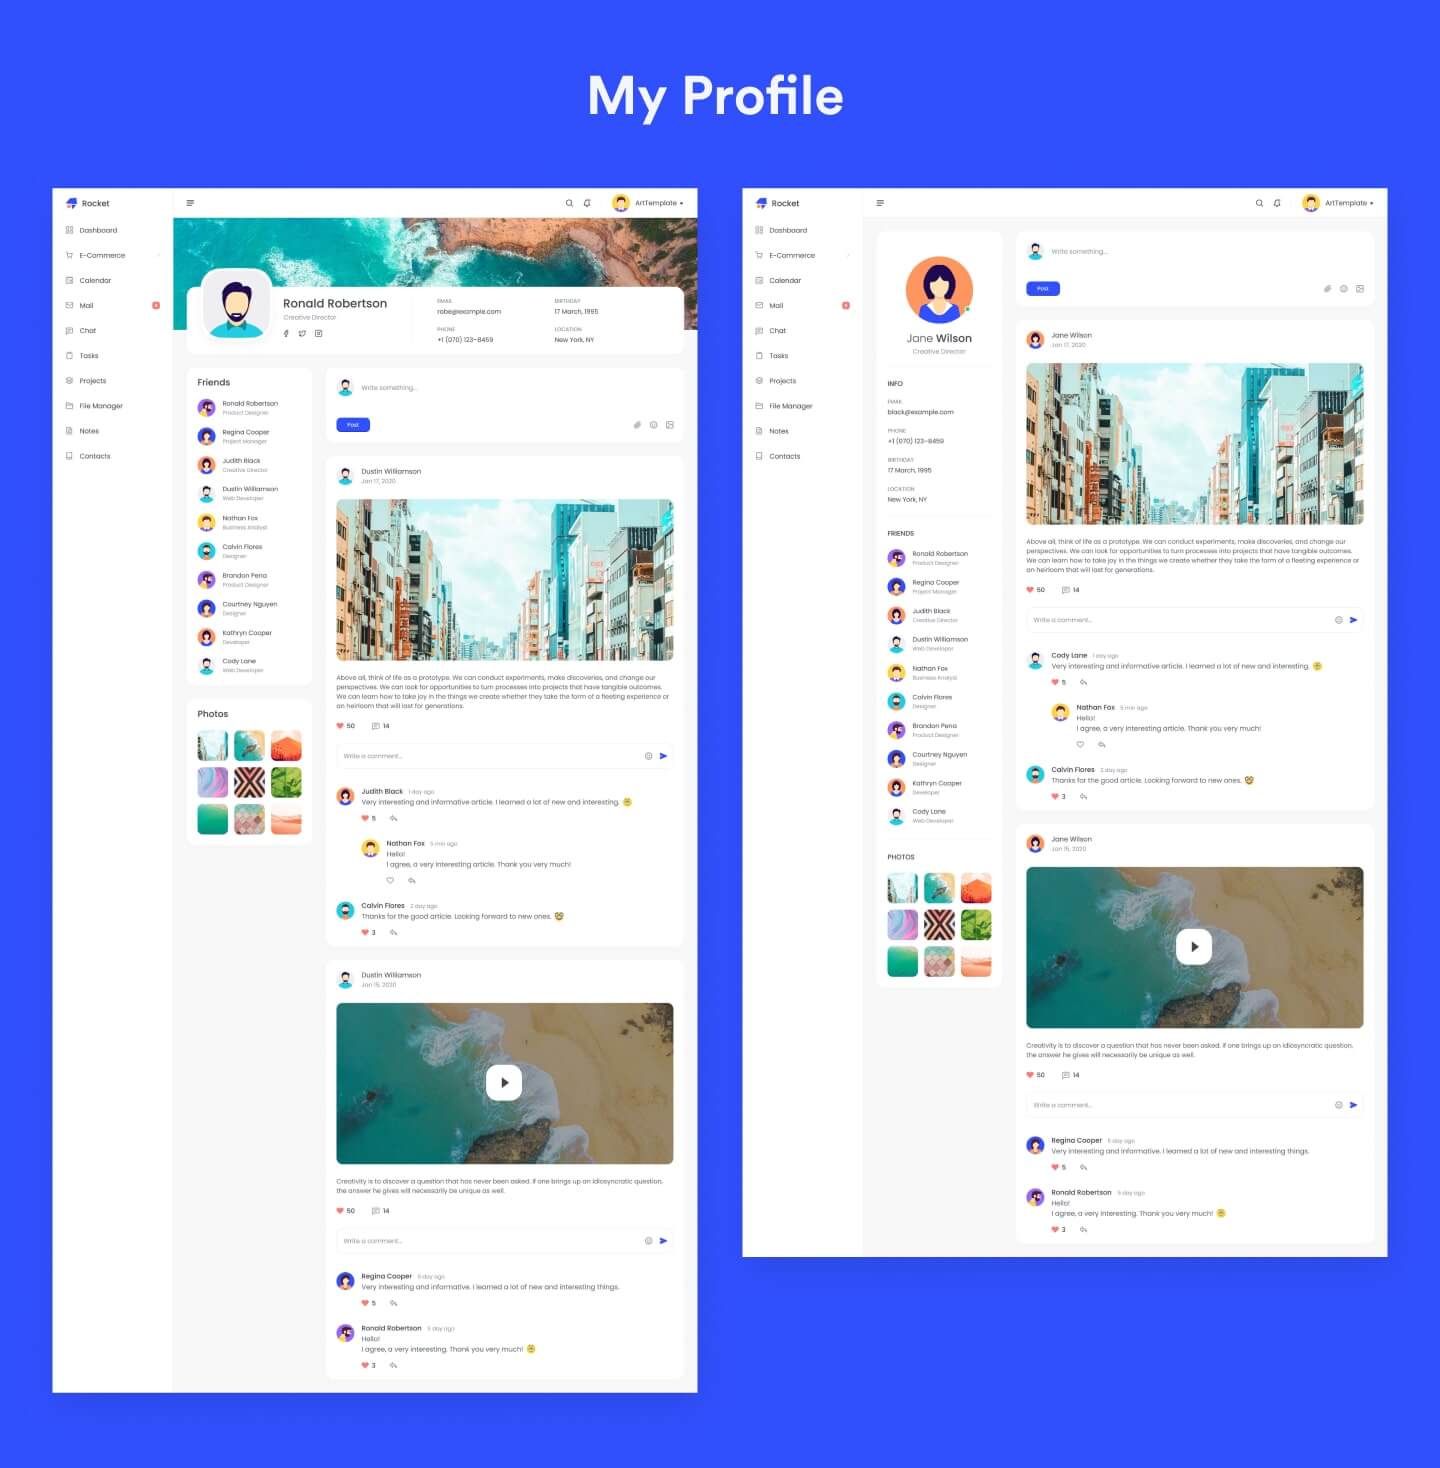 My Profile
Rocket
ArtTemplate
Dashboard
E-Commerce
Calendar
Mail
Chat
Tasks
Projects
File Manager
Notes
Contacts
Ronald Robertson
Creative Director
EMAIL
robe@example.com
BIRTHDAY
17 March, 1995
PHONE
+1 (070) 123-8459
LOCATION
New York, NY
Friends
Ronald Robertson
Product Designer
Regina Cooper
Project Manager
Judith Black
Creative Director
Dustin Williamson
Web Developer
Nathan Fox
Business Analyst
Calvin Flores
Designer
Brandon Pena
Product Designer
Courtney Nguyen
Designer
Kathryn Cooper
Developer
Cody Lane
Web Developer
Photos
Write something...
Post
Dustin Williamson
Jan 17, 2020
Above all, think of life as a prototype. We can conduct experiments, make discoveries, and change our
perspectives. We can look for opportunities to turn processes into projects that have tangible outcomes.
We can learn how to take joy in the things we create whether they take the form of a fleeting experience or
an heirloom that will last for generations.
50 14
Write a comment...
Judith Black 1 day ago
Very interesting and informative article. I learned a lot of new and interesting.
5
Nathan Fox 5 min ago
Hello!
I agree, a very interesting article. Thank you very much!
Calvin Flores 2 day ago
Thanks for the good article. Looking forward to new ones.
3
Dustin Williamson
Jan 15, 2020
Creativity is to discover a question that has never been asked. If one brings up an idiosyncratic question,
the answer he gives will necessarily be unique as well.
50 14
Write a comment...
Regina Cooper 5 day ago
Very interesting and informative. I learned a lot of new and interesting things.
5
Ronald Robertson 5 day ago
Hello!
I agree, a very interesting. Thank you very much!
3
Rocket
ArtTemplate
Dashboard
E-Commerce
Calendar
Mail
Chat
Tasks
Projects
File Manager
Notes
Contacts
Jane Wilson
Creative Director
INFO
EMAIL
black@example.com
PHONE
+1 (070) 123-8459
BIRTHDAY
17 March, 1995
LOCATION
New York, NY
FRIENDS
Ronald Robertson
Product Designer
Regina Cooper
Project Manager
Judith Black
Creative Director
Dustin Williamson
Web Developer
Nathan Fox
Business Analyst
Calvin Flores
Designer
Brandon Pena
Product Designer
Courtney Nguyen
Designer
Kathryn Cooper
Developer
Cody Lane
Web Developer
PHOTOS
Write something...
Post
Jane Wilson
Jan 17, 2020
Above all, think of life as a prototype. We can conduct experiments, make discoveries, and change our
perspectives. We can look for opportunities to turn processes into projects that have tangible outcomes.
We can learn how to take joy in the things we create whether they take the form of a fleeting experience or
an heirloom that will last for generations.
50 14
Write a comment...
Cody Lane 1 day ago
Very interesting and informative article. I learned a lot of new and interesting.
5
Nathan Fox 5 min ago
Hello!
I agree, a very interesting article. Thank you very much!
Calvin Flores 2 day ago
Thanks for the good article. Looking forward to new ones.
3
Jane Wilson
Jan 15, 2020
Creativity is to discover a question that has never been asked. If one brings up an idiosyncratic question,
the answer he gives will necessarily be unique as well.
50 14
Write a comment...
Regina Cooper 5 day ago
Very interesting and informative. I learned a lot of new and interesting things.
5
Ronald Robertson 5 day ago
Hello!
I agree, a very interesting. Thank you very much!
3